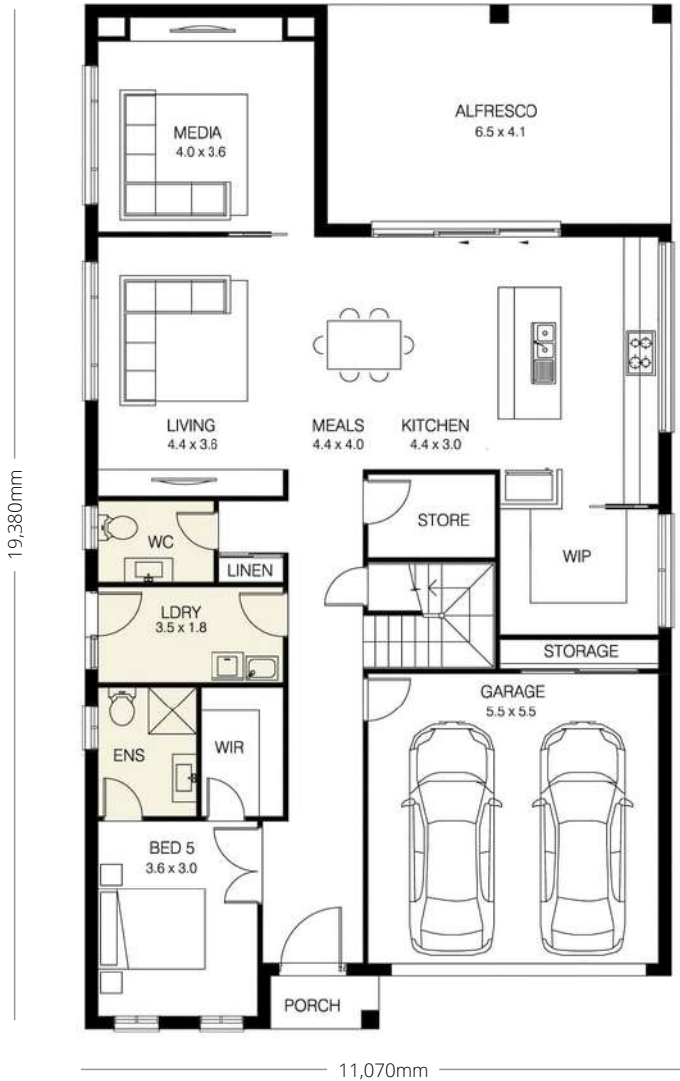 MEDIA
4.0 x 3.6
ALFRESCO
6.5 x 4.1
LIVING
4.4 x 3.6
MEALS
4.4 x 4.0
KITCHEN
4.4 x 3.0
19,380mm
WC
STORE
LINEN
WIP
LDRY
3.5 x 1.8
STORAGE
GARAGE
5.5 x 5.5
ENS
WIR
BED 5
3.6 x 3.0
PORCH
11,070mm